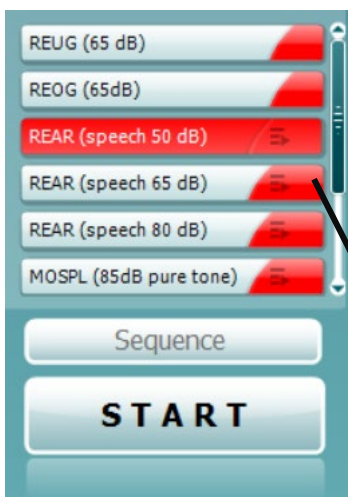 REUG (65 dB)
REOG (65dB)
REAR (speech 50 dB)
REAR (speech 65 dB)
REAR (speech 80 dB)
MOSPL (85dB pure tone)
Sequence
START